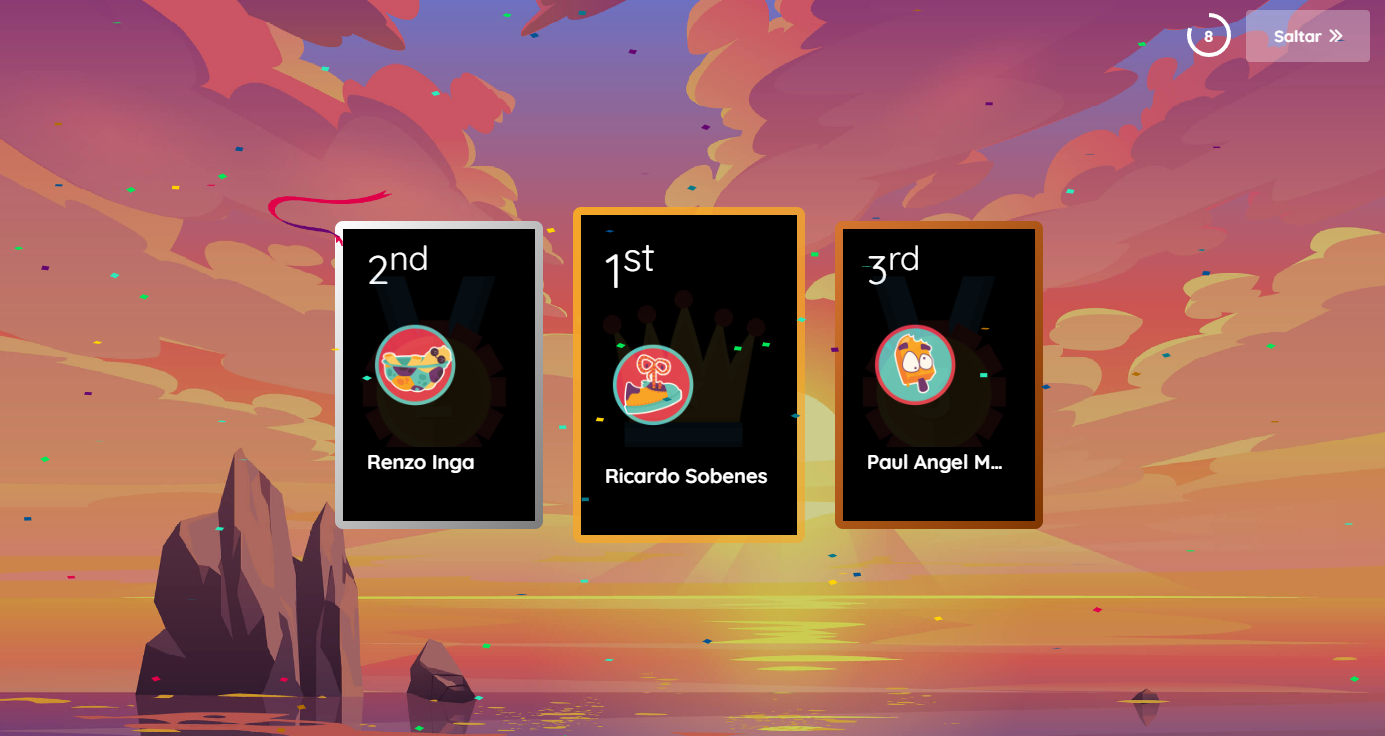 8
Saltar
2nd
1st
3rd
Renzo Inga
Ricardo Sobenes
Paul Angel M...